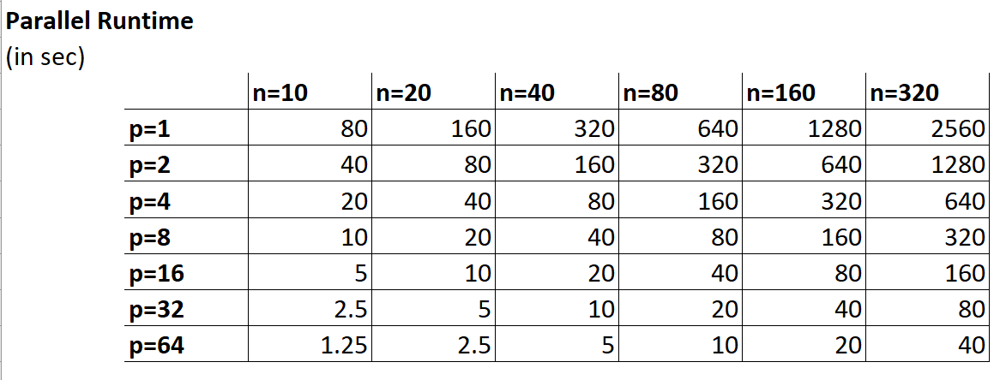 Parallel Runtime
(in sec)
n=10 n=20 n=40 n=80 n=160 n=320
p=1 80 160 320 640 1280 2560
p=2 40 80 160 320 640 1280
p=4 20 40 80 160 320 640
p=8 10 20 40 80 160 320
p=16 5 10 20 40 80 160
p=32 2.5 5 10 20 40 80
p=64 1.25 2.5 5 10 20 40